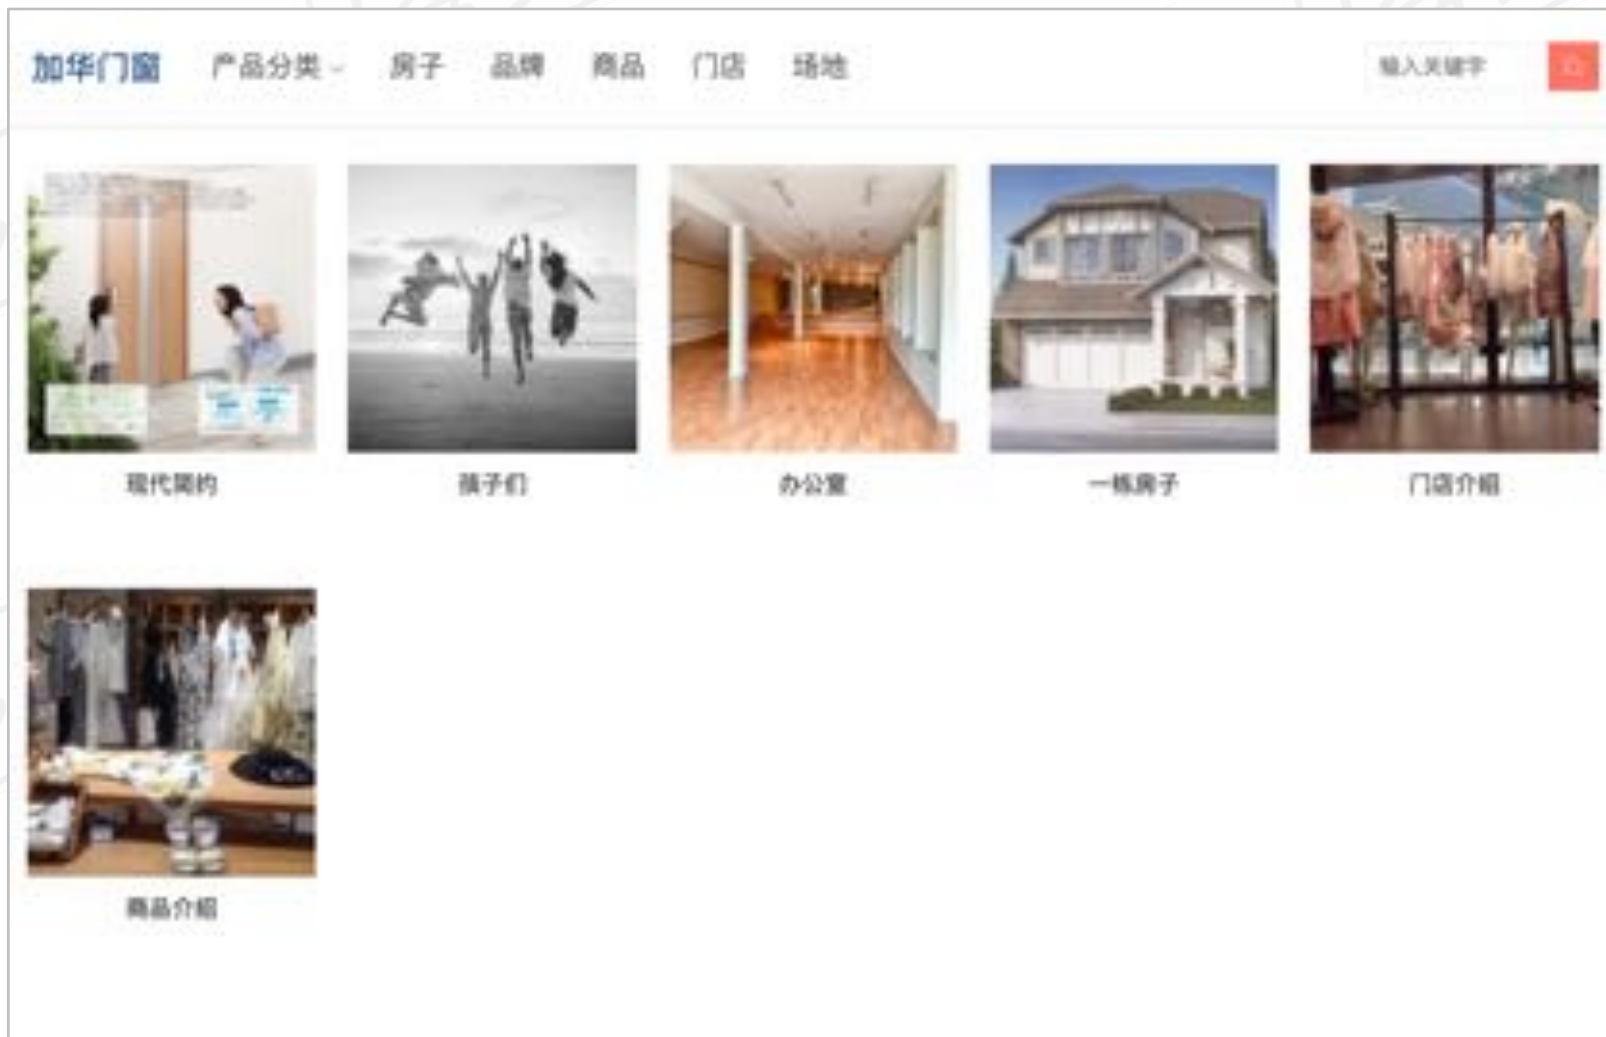 加华门窗 产品分类 房子 品牌 商品 门店 场地 输入关键字
现代简约 孩子们 办公室 一栋房子 门店介绍
商品介绍